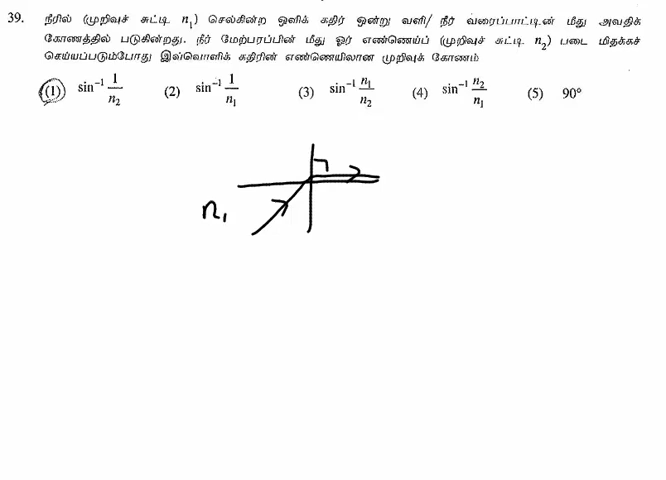 39. நீரில் (முறிவுச் சுட்டி n₁) செல்கின்ற ஒளிக் கதிர் ஒன்று வளி/ நீர் வரைப்பாட்டின் மீது அவதிக்
கோணத்தில் படுகின்றது. நீர் மேற்பரப்பின் மீது ஓர் எண்ணெய்ப் (முறிவுச் சுட்டி n₂) படை மிதக்கச்
செய்யப்படும்போது இவ்வொளிக் கதிரின் எண்ணெயிலான முறிவுக் கோணம்
(1) sin⁻¹ 1/n₂ (2) sin⁻¹ 1/n₁ (3) sin⁻¹ n₁/n₂ (4) sin⁻¹ n₂/n₁ (5) 90°
n₁